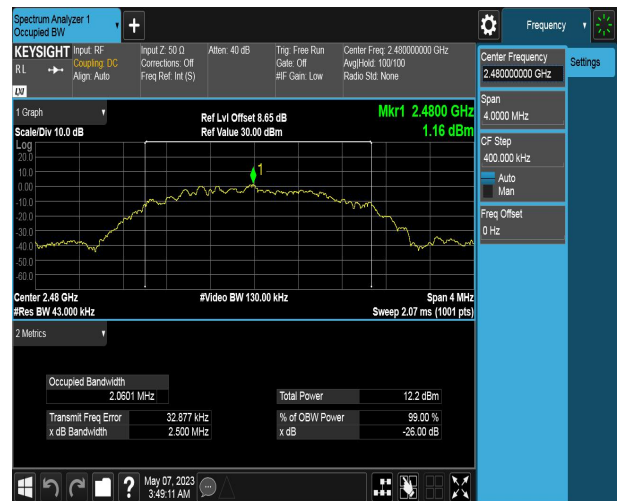 Spectrum Analyzer 1
Occupied BW
Frequency
KEYSIGHT Input: RF Input Z: 50 Ω Atten: 40 dB Trig: Free Run Center Freq: 2.480000000 GHz
R L Coupling: DC Corrections: Off Gate: Off Avg|Hold: 100/100
Align: Auto Freq Ref: Int (S) #IF Gain: Low Radio Std: None
LXI
1 Graph
Ref Lvl Offset 8.65 dB Mkr1 2.4800 GHz
Scale/Div 10.0 dB Ref Value 30.00 dBm 1.16 dBm
Log
20.0
10.0
0.00
-10.0
-20.0
-30.0
-40.0
-50.0
-60.0
1
Center 2.48 GHz #Video BW 130.00 kHz Span 4 MHz
#Res BW 43.000 kHz Sweep 2.07 ms (1001 pts)
2 Metrics
Occupied Bandwidth
2.0601 MHz Total Power 12.2 dBm
Transmit Freq Error 32.877 kHz % of OBW Power 99.00 %
x dB Bandwidth 2.500 MHz x dB -26.00 dB
?
May 07, 2023
3:49:11 AM
Center Frequency
2.480000000 GHz
Settings
Span
4.0000 MHz
CF Step
400.000 kHz
Auto
Man
Freq Offset
0 Hz